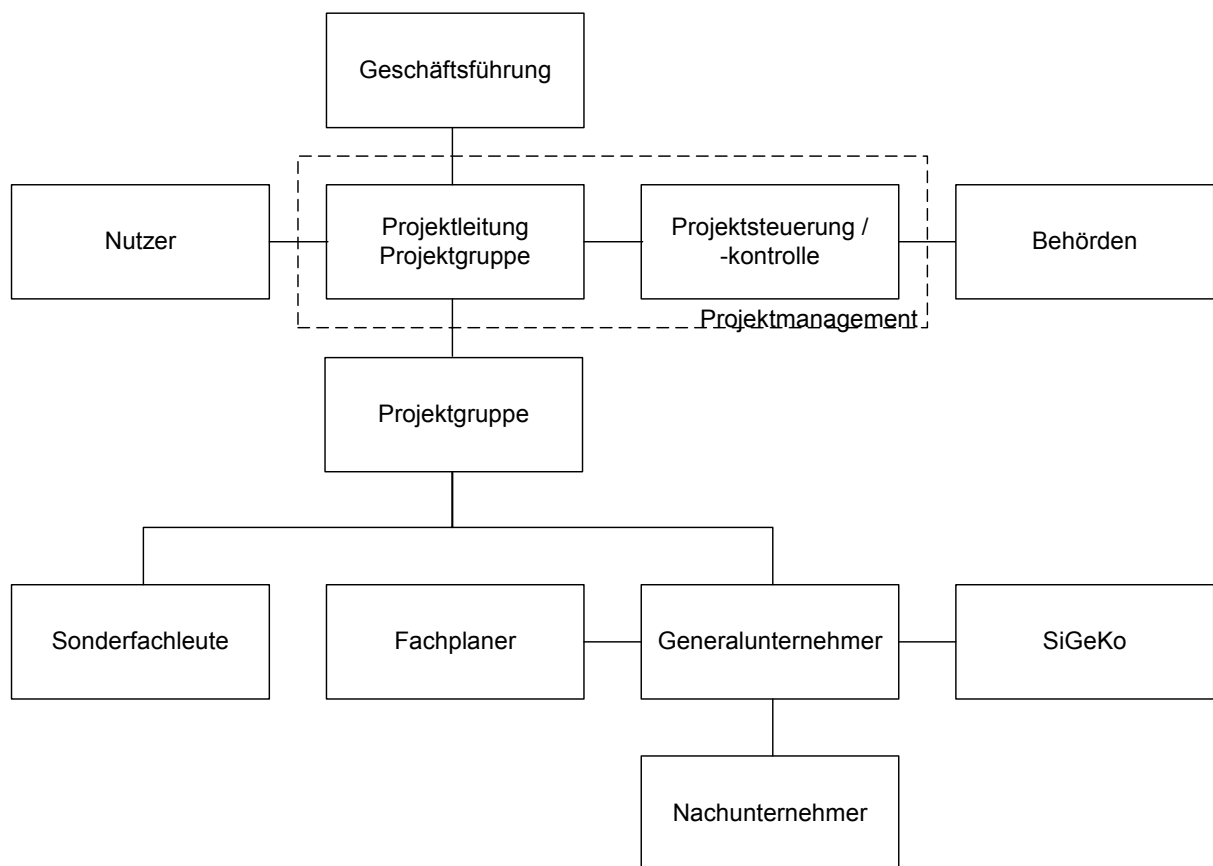 Geschäftsführung
Nutzer
Projektleitung
Projektgruppe
Projektsteuerung /
-kontrolle
Behörden
Projektmanagement
Projektgruppe
Sonderfachleute
Fachplaner
Generalunternehmer
SiGeKo
Nachunternehmer